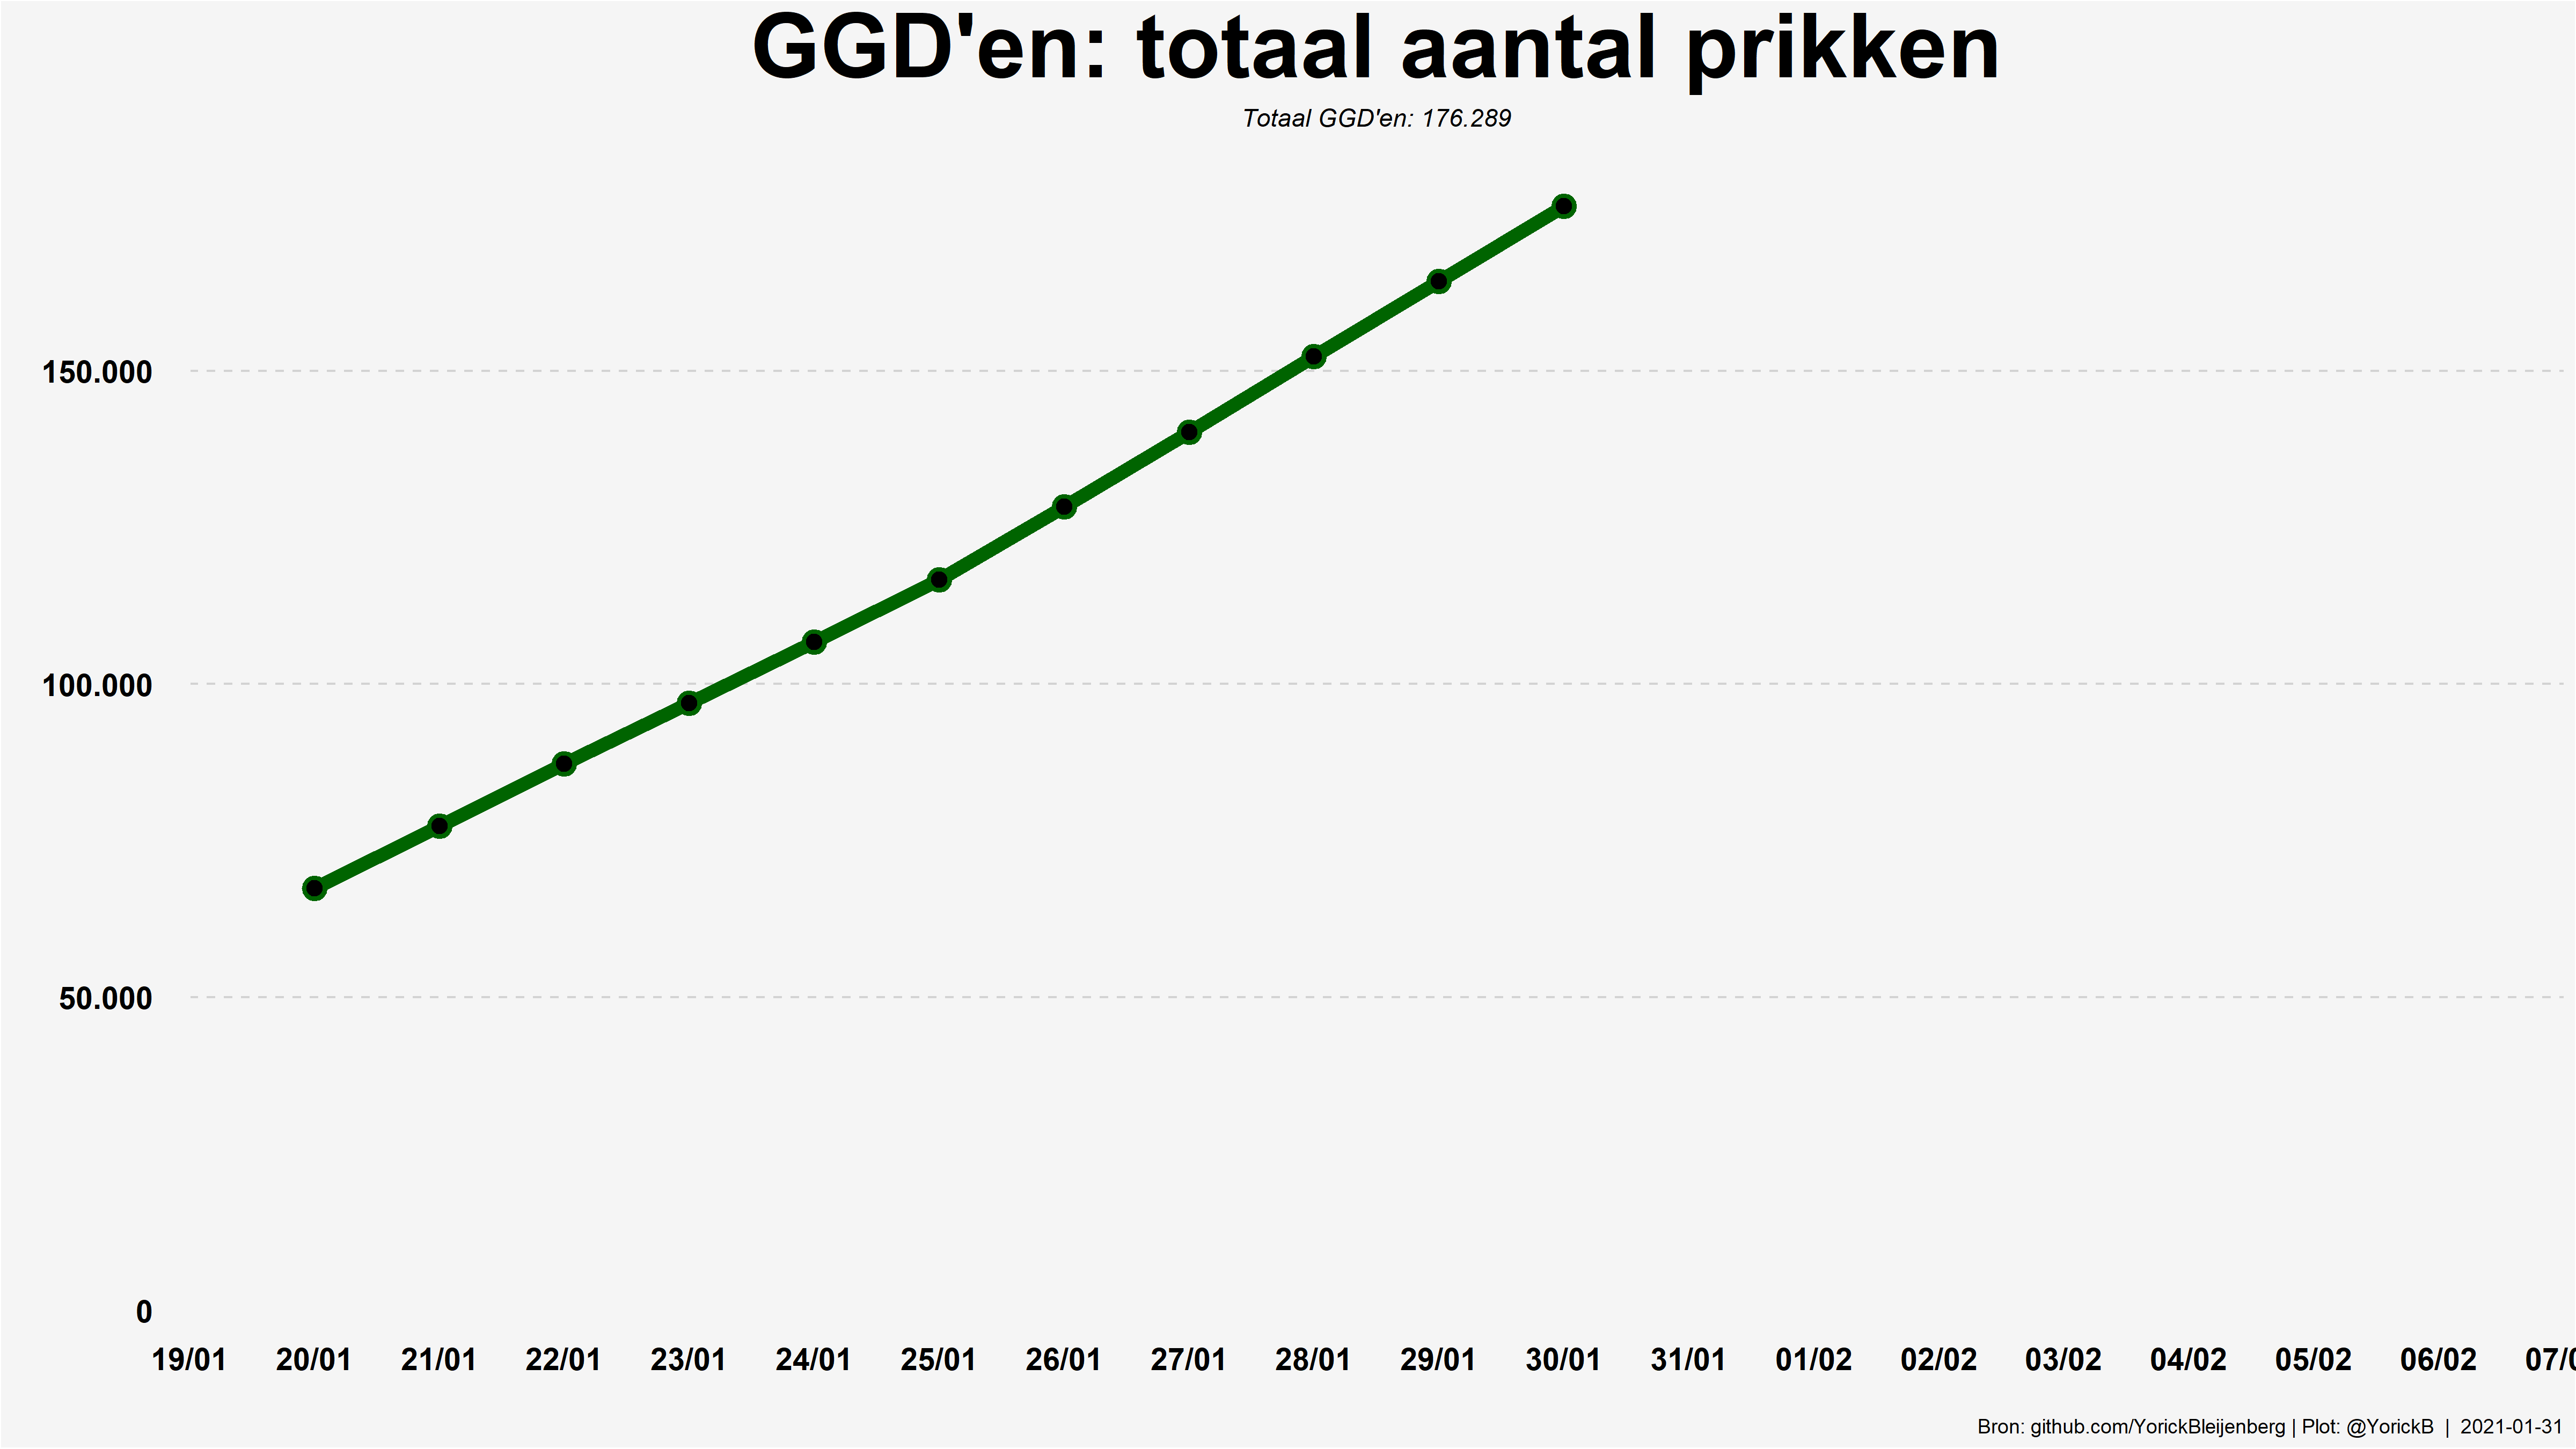 GGD'en: totaal aantal prikken
Totaal GGD'en: 176.289
150.000
100.000
50.000
0
19/01 20/01 21/01 22/01 23/01 24/01 25/01 26/01 27/01 28/01 29/01 30/01 31/01 01/02 02/02 03/02 04/02 05/02 06/02 07/0
Bron: github.com/YorickBleijenberg | Plot: @YorickB | 2021-01-31